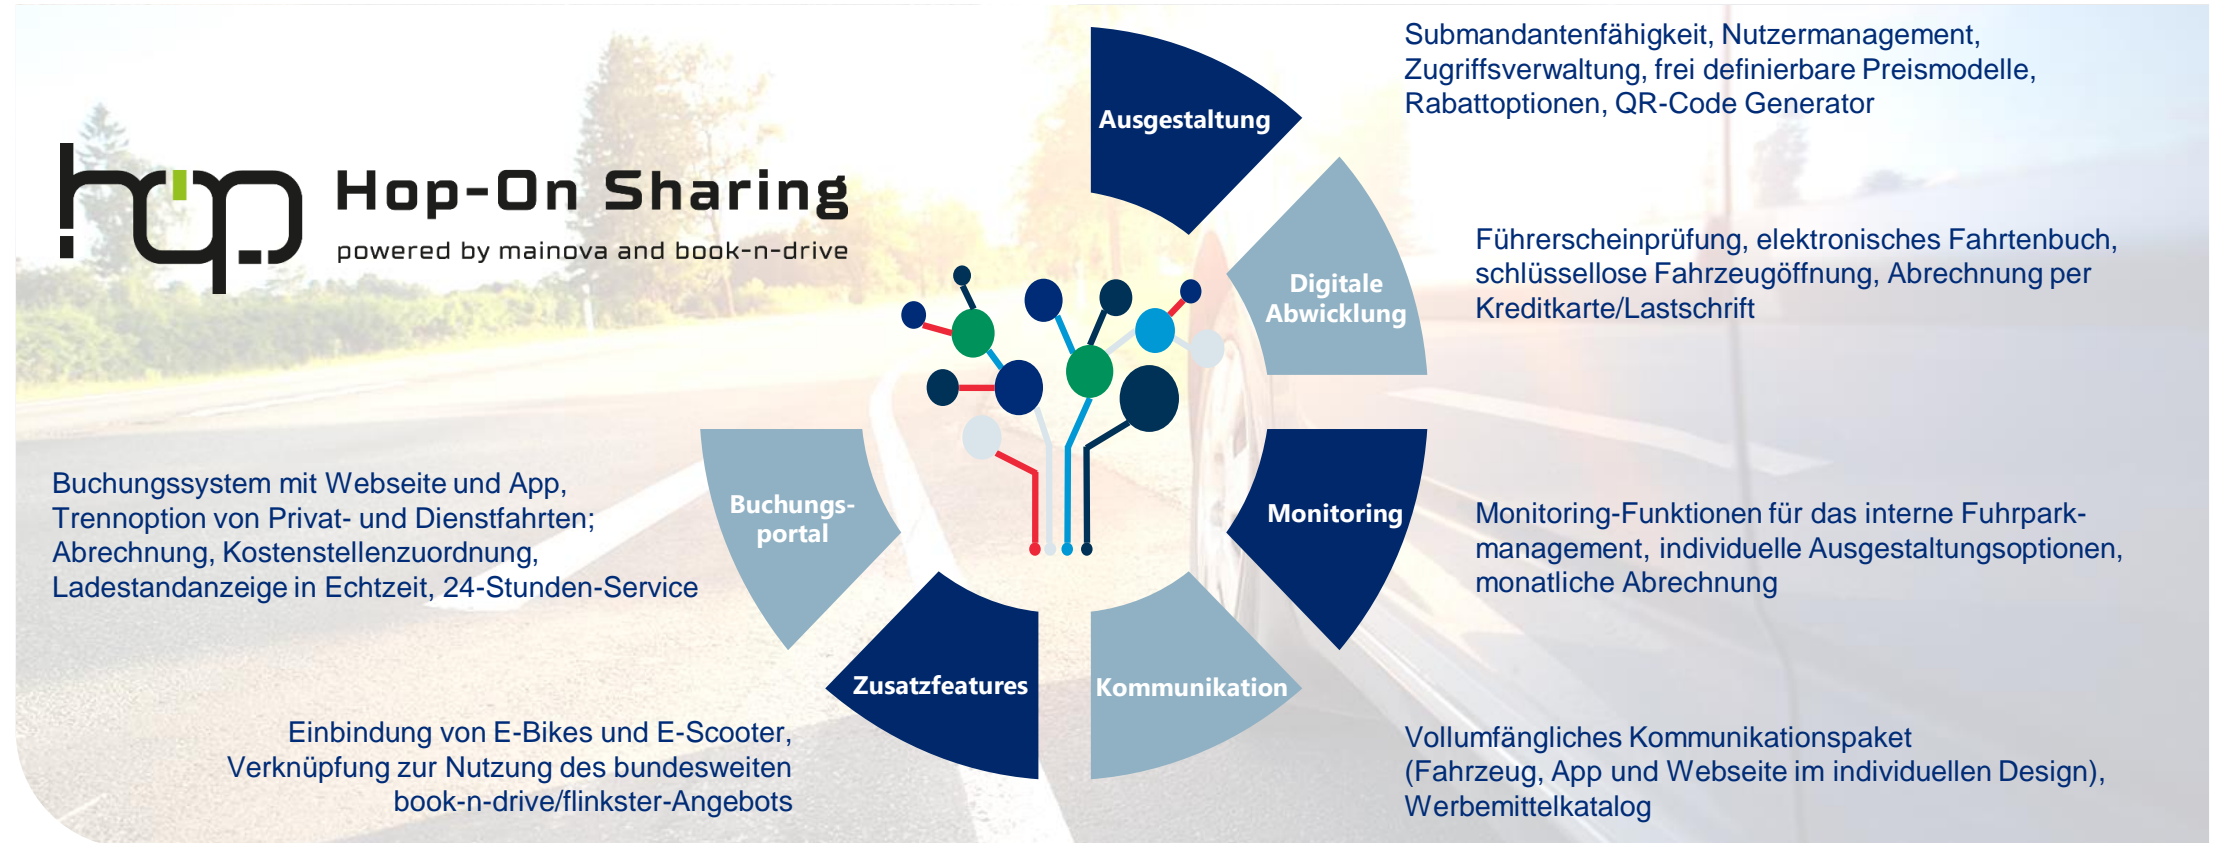 hop
Hop-On Sharing
powered by mainova and book-n-drive
Ausgestaltung
Submandantenfähigkeit, Nutzermanagement,
Zugriffsverwaltung, frei definierbare Preismodelle,
Rabattoptionen, QR-Code Generator
Digitale
Abwicklung
Führerscheinprüfung, elektronisches Fahrtenbuch,
schlüssellose Fahrzeugöffnung, Abrechnung per
Kreditkarte/Lastschrift
Monitoring
Monitoring-Funktionen für das interne Fuhrpark-
management, individuelle Ausgestaltungsoptionen,
monatliche Abrechnung
Kommunikation
Vollumfängliches Kommunikationspaket
(Fahrzeug, App und Webseite im individuellen Design),
Werbemittelkatalog
Zusatzfeatures
Einbindung von E-Bikes und E-Scooter,
Verknüpfung zur Nutzung des bundesweiten
book-n-drive/flinkster-Angebots
Buchungs-
portal
Buchungssystem mit Webseite und App,
Trennoption von Privat- und Dienstfahrten;
Abrechnung, Kostenstellenzuordnung,
Ladestandanzeige in Echtzeit, 24-Stunden-Service